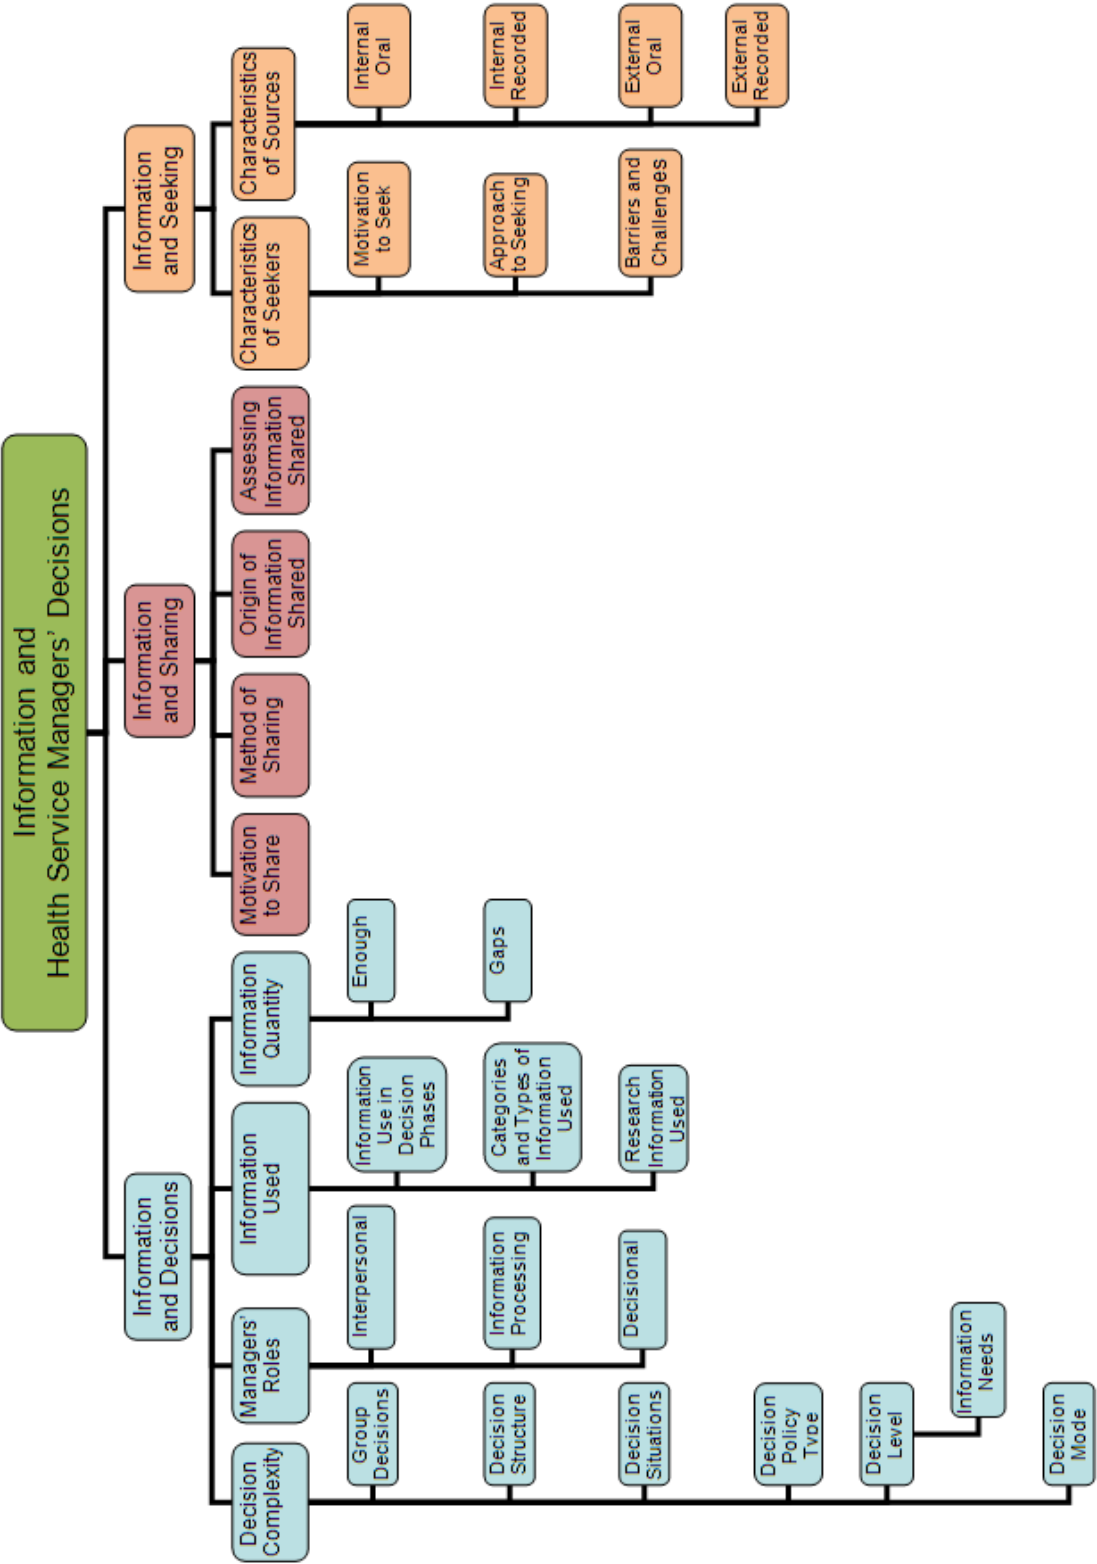 Information and
Health Service Managers' Decisions
Information
and Decisions
Information
and Sharing
Information
and Seeking
Decision
Complexity
Managers'
Roles
Information
Used
Information
Quantity
Motivation
to Share
Method of
Sharing
Origin of
Information
Shared
Assessing
Information
Shared
Characteristics
of Seekers
Characteristics
of Sources
Group
Decisions
Decision
Structure
Decision
Situations
Decision
Policy
Type
Decision
Level
Information
Needs
Decision
Mode
Interpersonal
Information
Processing
Decisional
Information
Use in
Decision
Phases
Categories
and Types of
Information
Used
Research
Information
Used
Enough
Gaps
Motivation
to Seek
Approach
to Seeking
Barriers and
Challenges
Internal
Oral
Internal
Recorded
External
Oral
External
Recorded